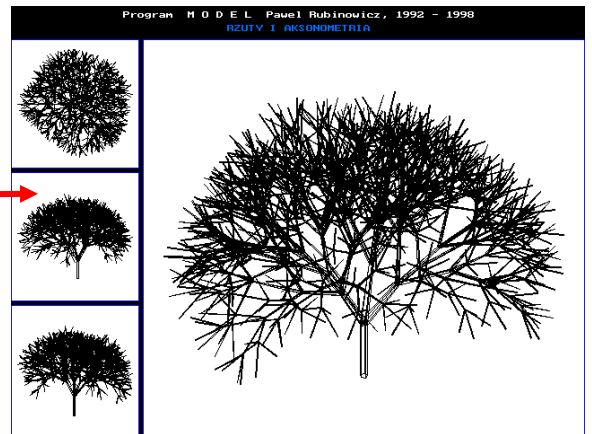 Program M O D E L Pawel Rubinowicz, 1992 - 1998
RZUTY I AKSONOMETRIA